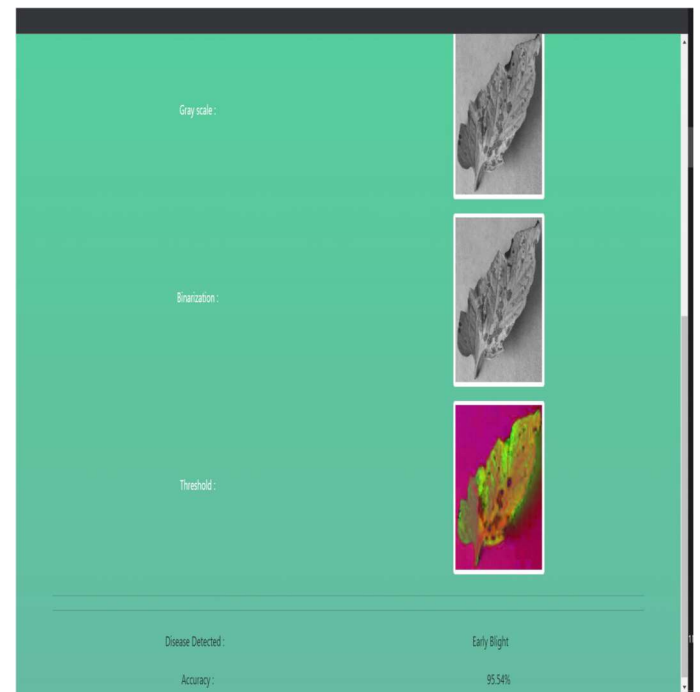 Gray scale :
Binarization :
Threshold :
Disease Detected : Early Blight
Accuracy : 95.54%